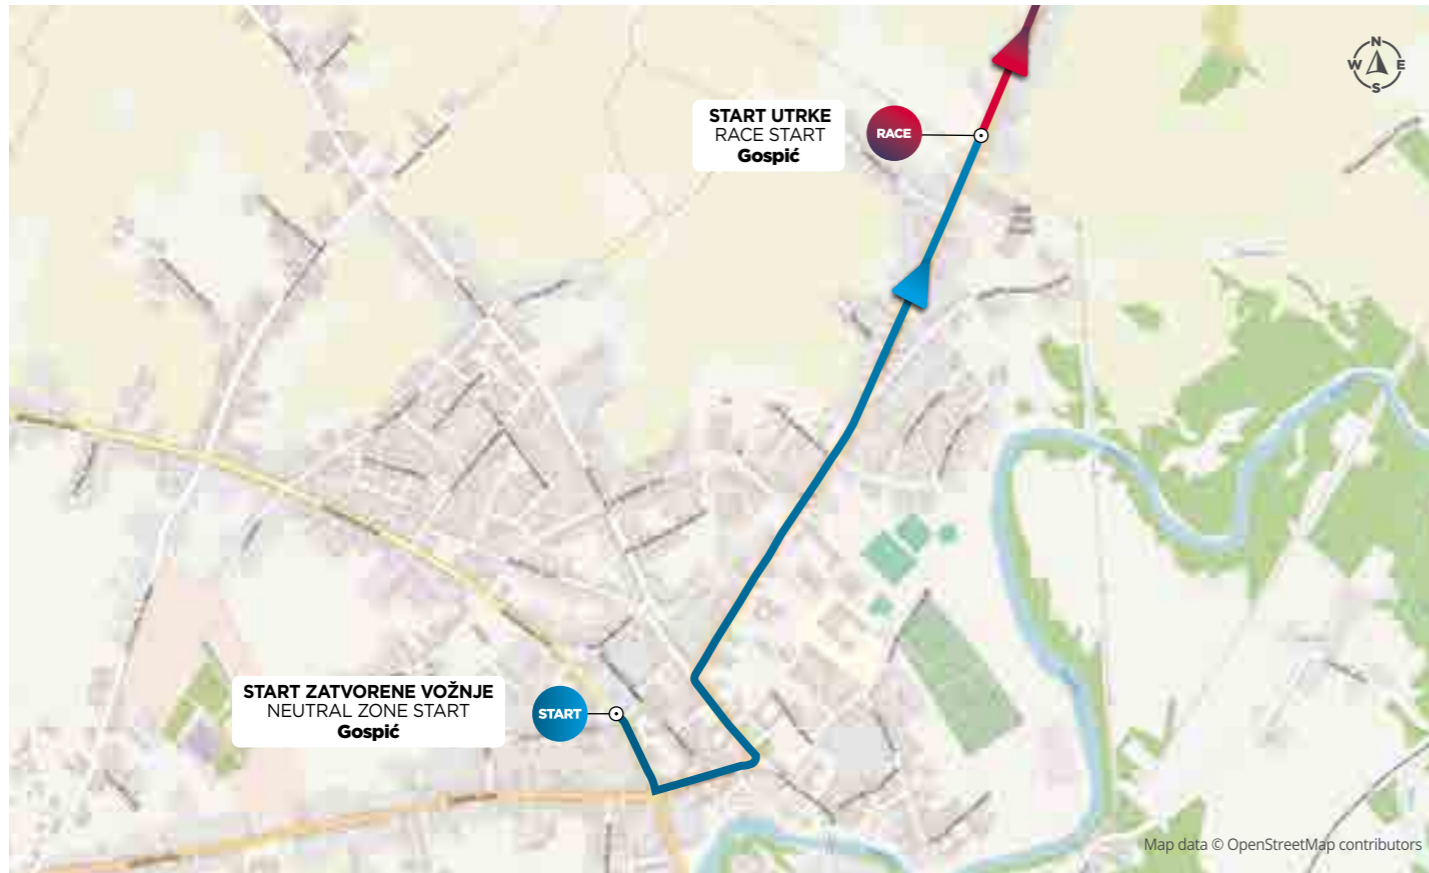 N
W E
S
START UTRKE
RACE START
Gospić
RACE
START ZATVORENE VOŽNJE
NEUTRAL ZONE START
Gospić
START
Map data © OpenStreetMap contributors